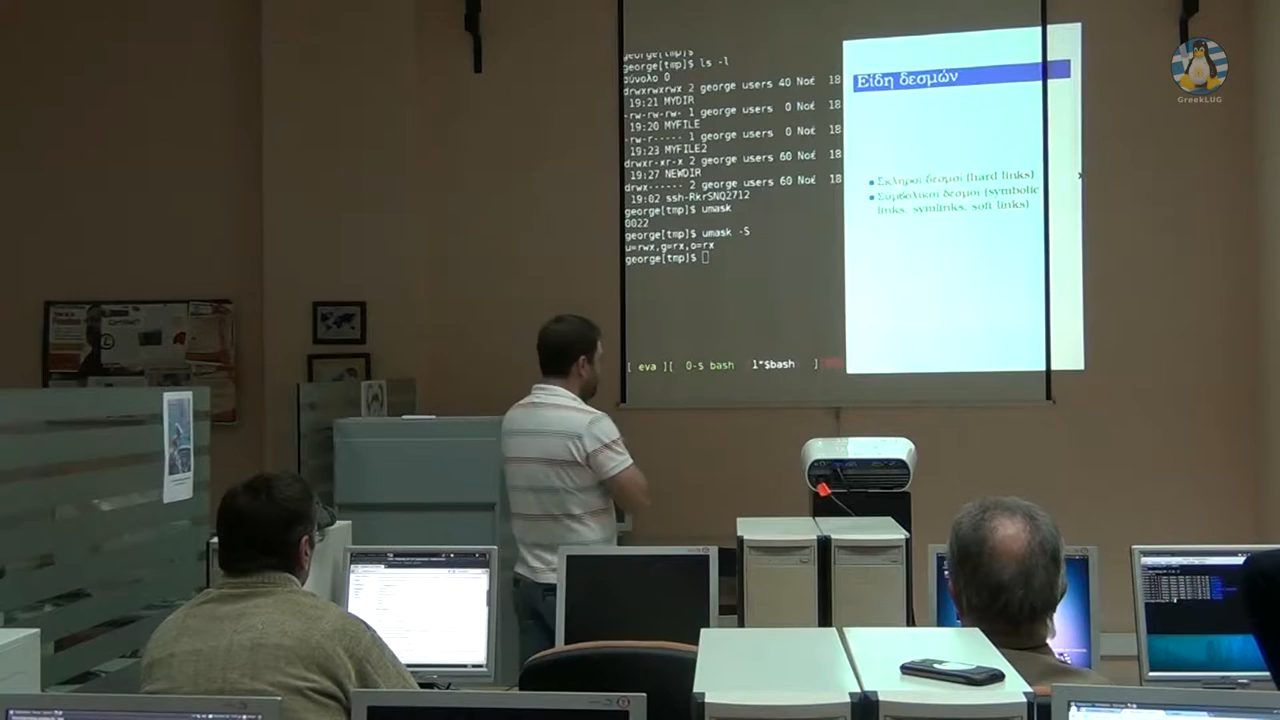 george[tmp]$
george[tmp]$ ls -l
σύνολο 0
drwxrwxrwx 2 george users 40 Νοέ 18
19:21 MYDIR
-rw-rw-rw- 1 george users 0 Νοέ 18
19:20 MYFILE
-rw-r----- 1 george users 0 Νοέ 18
19:23 MYFILE2
drwxr-xr-x 2 george users 60 Νοέ 18
19:27 NEWDIR
drwx------ 2 george users 60 Νοέ 18
19:02 ssh-RkrSNQ2712
george[tmp]$ umask
0022
george[tmp]$ umask -S
u=rwx,g=rx,o=rx
george[tmp]$
[ eva ][ 0-$ bash 1*$bash ]
Είδη δεσμών
Σκληροί δεσμοί (hard links)
Συμβολικοί δεσμοί (symbolic
links, symlinks, soft links)
GreekLUG